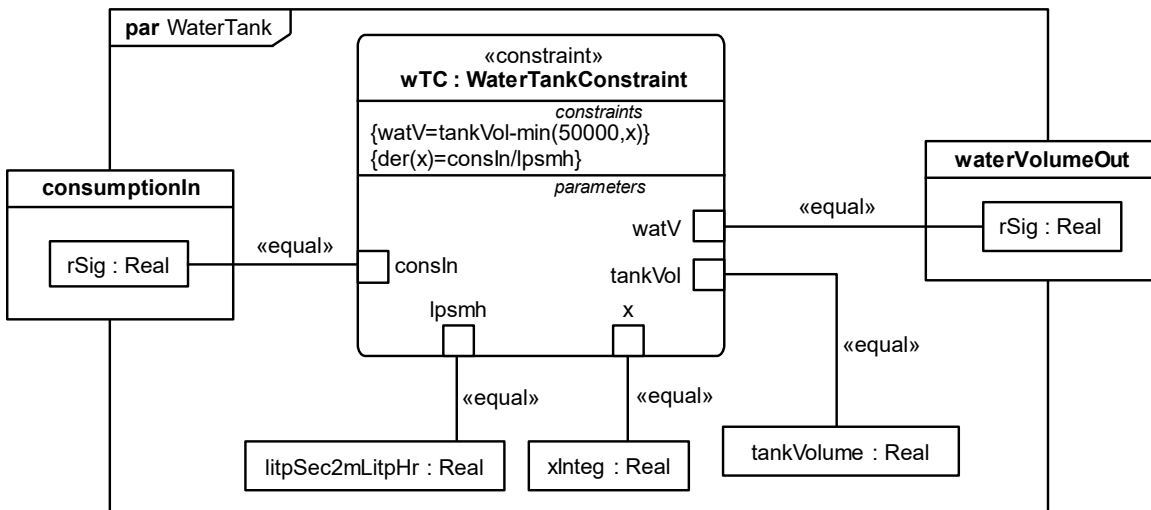 par WaterTank
«constraint»
wTC : WaterTankConstraint
constraints
{watV=tankVol-min(50000,x)}
{der(x)=consIn/lpsmh}
parameters
consumptionIn
rSig : Real
«equal»
consIn
watV
«equal»
waterVolumeOut
rSig : Real
tankVol
lpsmh
x
«equal»
«equal»
«equal»
litpSec2mLitpHr : Real
xInteg : Real
tankVolume : Real